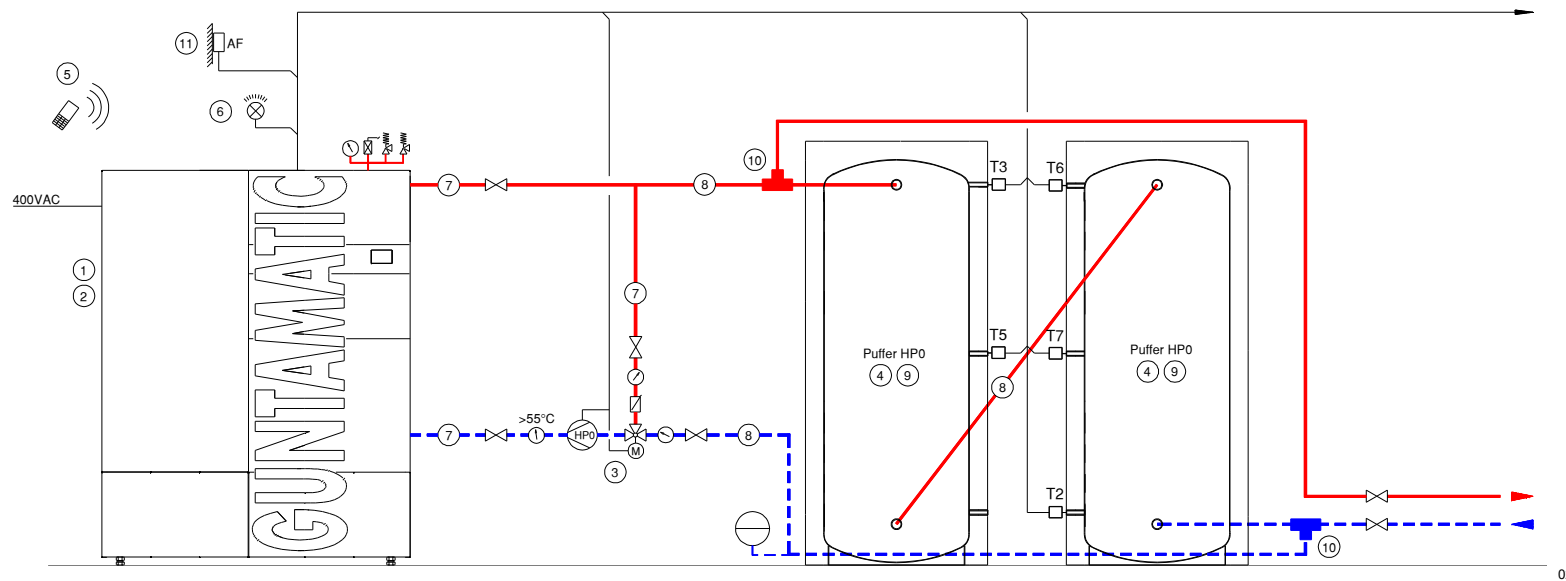 11 AF
5
6
10
T3
T6
7
8
400VAC
GUNTAMATIC
1
2
7
T5
T7
Puffer HP0
4 9
Puffer HP0
4 9
8
>55°C
7
HP0
8
M
3
T2
10
0